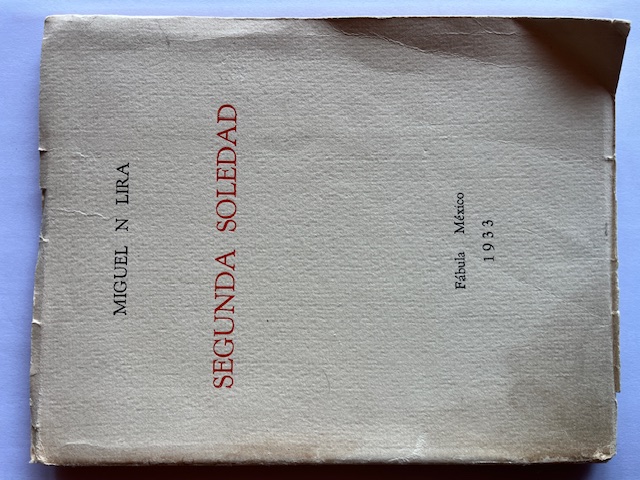 MIGUEL N LIRA
SEGUNDA SOLEDAD
Fábula México
1933